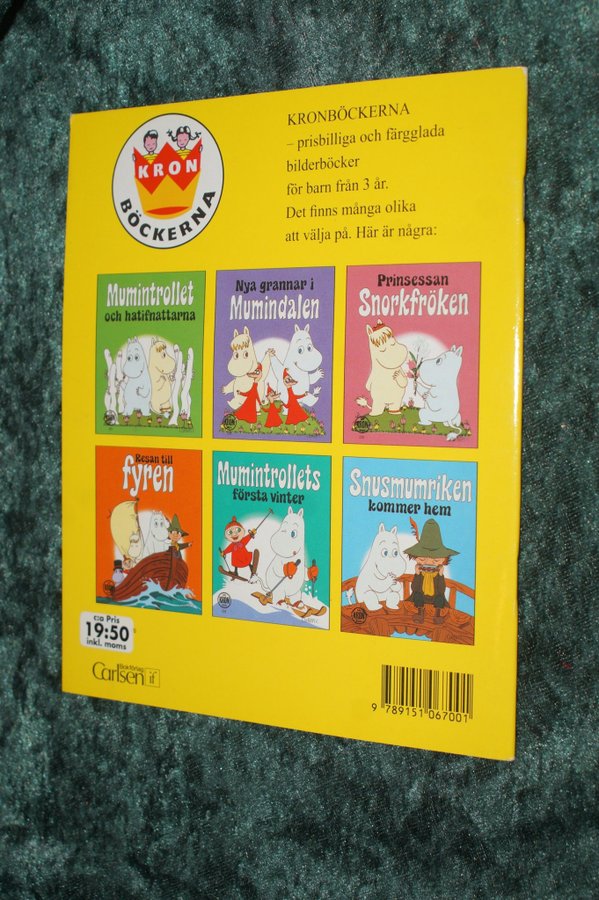 KRON
BÖCKERNA
KRONBÖCKERNA
– prisbilliga och färgglada
bilderböcker
för barn från 3 år.
Det finns många olika
att välja på. Här är några:
Mumintrollet
och hatifnattarna
Nya grannar i
Mumindalen
Prinsessan
Snorkfröken
Resan till
fyren
Mumintrollets
första vinter
Snusmumriken
kommer hem
c:a Pris
19:50
inkl. moms
Bokförlag
Carlsen if
9 789151 067001